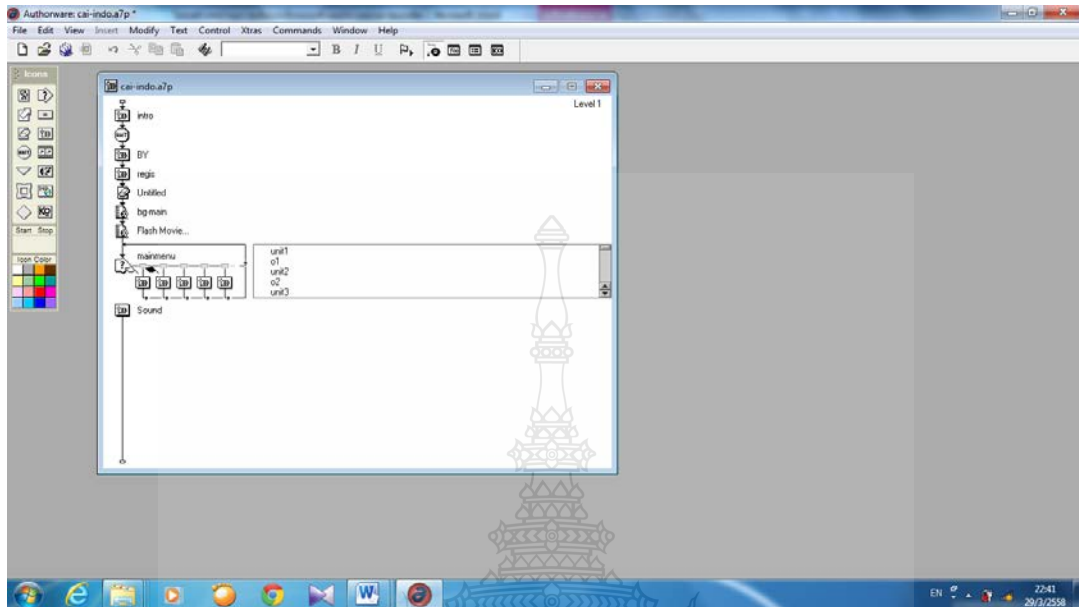 Authorware: cai-indo.a7p *
File Edit View Insert Modify Text Control Xtras Commands Window Help
B I U
Icons
cai-indo.a7p
Level 1
intro
WAIT
BY
regis
Untitled
bg-main
Flash Movie...
mainmenu
unit1
o1
unit2
o2
unit3
Sound
Start Stop
Icon Color
EN
22:41
29/3/2558